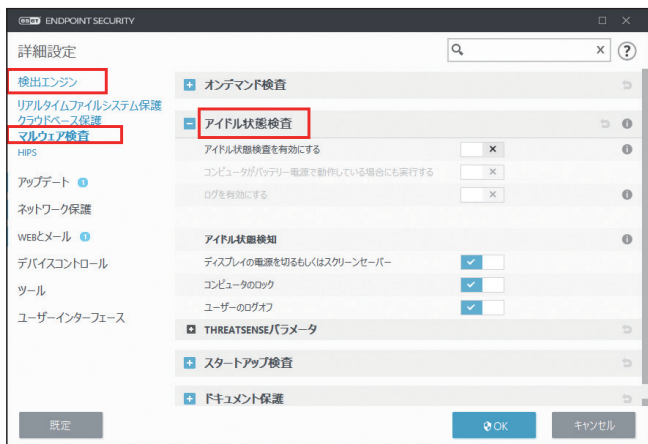 eset ENDPOINT SECURITY
詳細設定
検出エンジン
リアルタイムファイルシステム保護
クラウドベース保護
マルウェア検査
HIPS
アップデート 1
ネットワーク保護
WEBとメール 1
デバイスコントロール
ツール
ユーザーインターフェース
オンデマンド検査
アイドル状態検査
アイドル状態検査を有効にする
コンピュータがバッテリー電源で動作している場合にも実行する
ログを有効にする
アイドル状態検知
ディスプレイの電源を切るもしくはスクリーンセーバー
コンピュータのロック
ユーザーのログオフ
THREATSENSEパラメータ
スタートアップ検査
ドキュメント保護
既定
OK
キャンセル